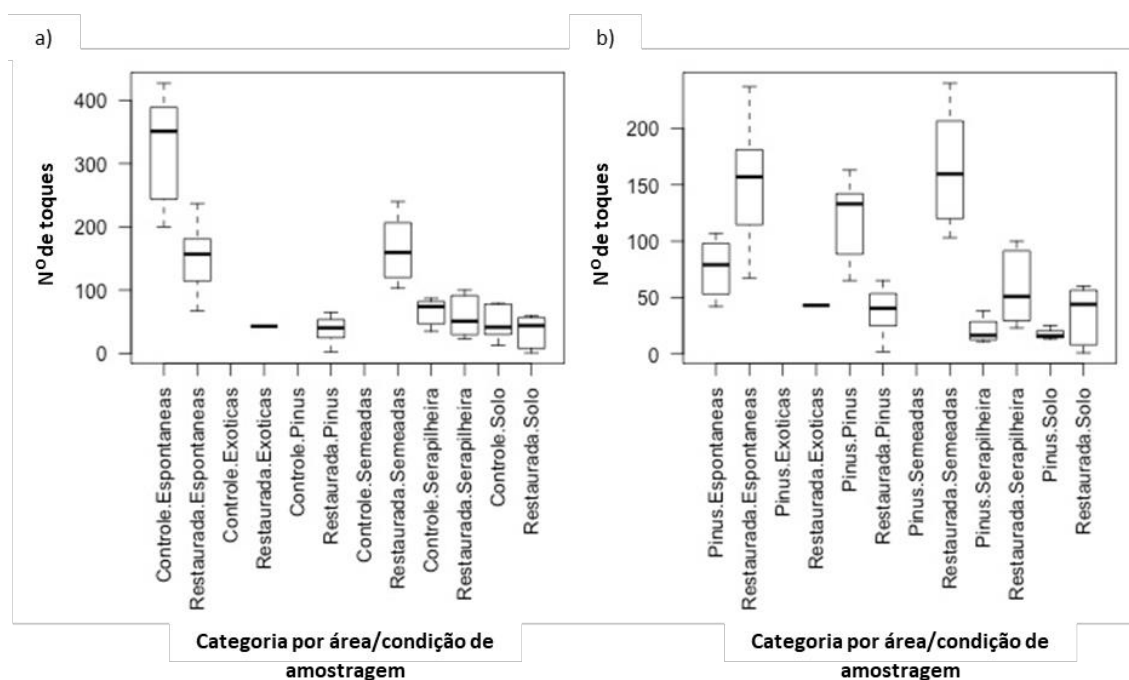 a)
Nº de toques
400
300
200
100
0
Controle.Espontaneas
Restaurada.Espontaneas
Controle.Exoticas
Restaurada.Exoticas
Controle.Pinus
Restaurada.Pinus
Controle.Semeadas
Restaurada.Semeadas
Controle.Serapilheira
Restaurada.Serapilheira
Controle.Solo
Restaurada.Solo
Categoria por área/condição de
amostragem
b)
Nº de toques
200
150
100
50
0
Pinus.Espontaneas
Restaurada.Espontaneas
Pinus.Exoticas
Restaurada.Exoticas
Pinus.Pinus
Restaurada.Pinus
Pinus.Semeadas
Restaurada.Semeadas
Pinus.Serapilheira
Restaurada.Serapilheira
Pinus.Solo
Restaurada.Solo
Categoria por área/condição de
amostragem